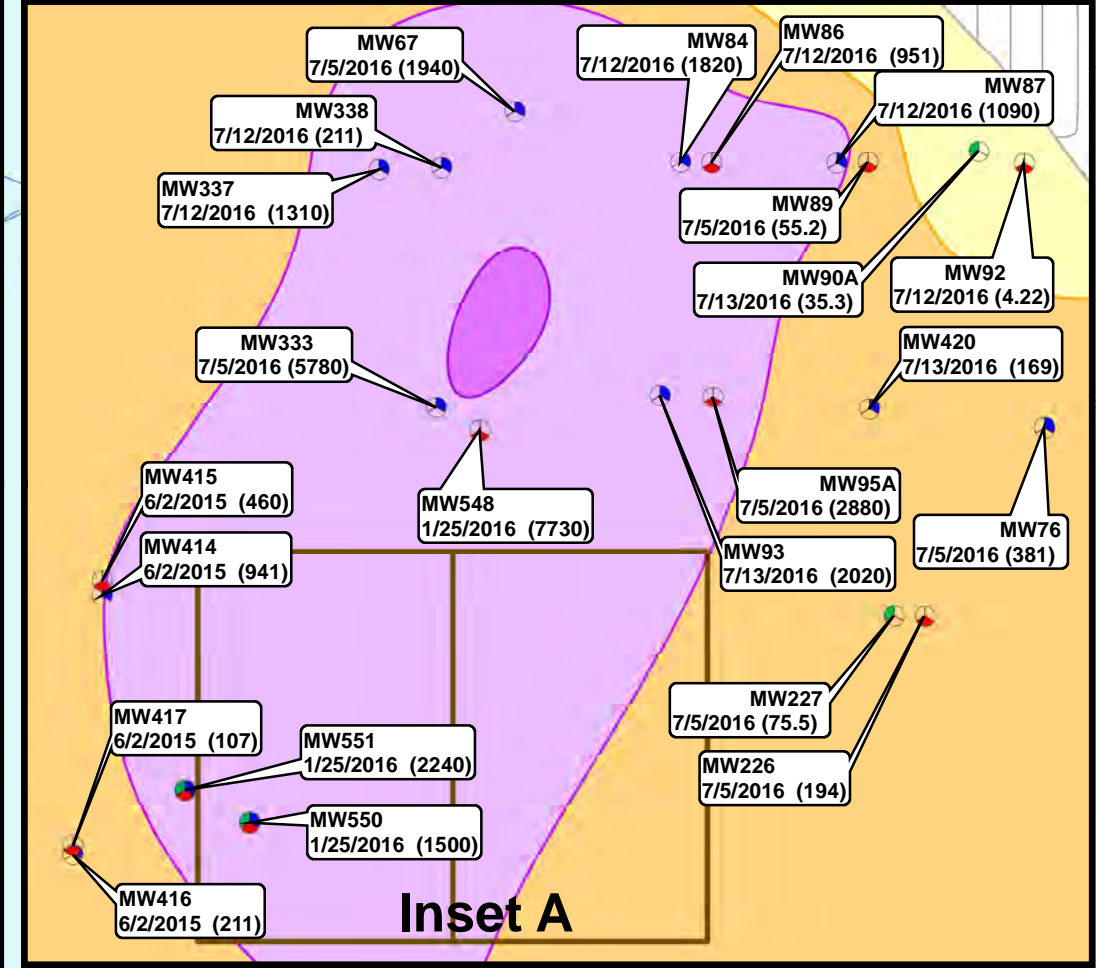 MW67
7/5/2016 (1940)
MW84
7/12/2016 (1820)
MW86
7/12/2016 (951)
MW338
7/12/2016 (211)
MW87
7/12/2016 (1090)
MW337
7/12/2016 (1310)
MW89
7/5/2016 (55.2)
MW90A
7/13/2016 (35.3)
MW92
7/12/2016 (4.22)
MW333
7/5/2016 (5780)
MW420
7/13/2016 (169)
MW415
6/2/2015 (460)
MW548
1/25/2016 (7730)
MW95A
7/5/2016 (2880)
MW76
7/5/2016 (381)
MW414
6/2/2015 (941)
MW93
7/13/2016 (2020)
MW227
7/5/2016 (75.5)
MW417
6/2/2015 (107)
MW551
1/25/2016 (2240)
MW226
7/5/2016 (194)
MW550
1/25/2016 (1500)
MW416
6/2/2015 (211)
Inset A